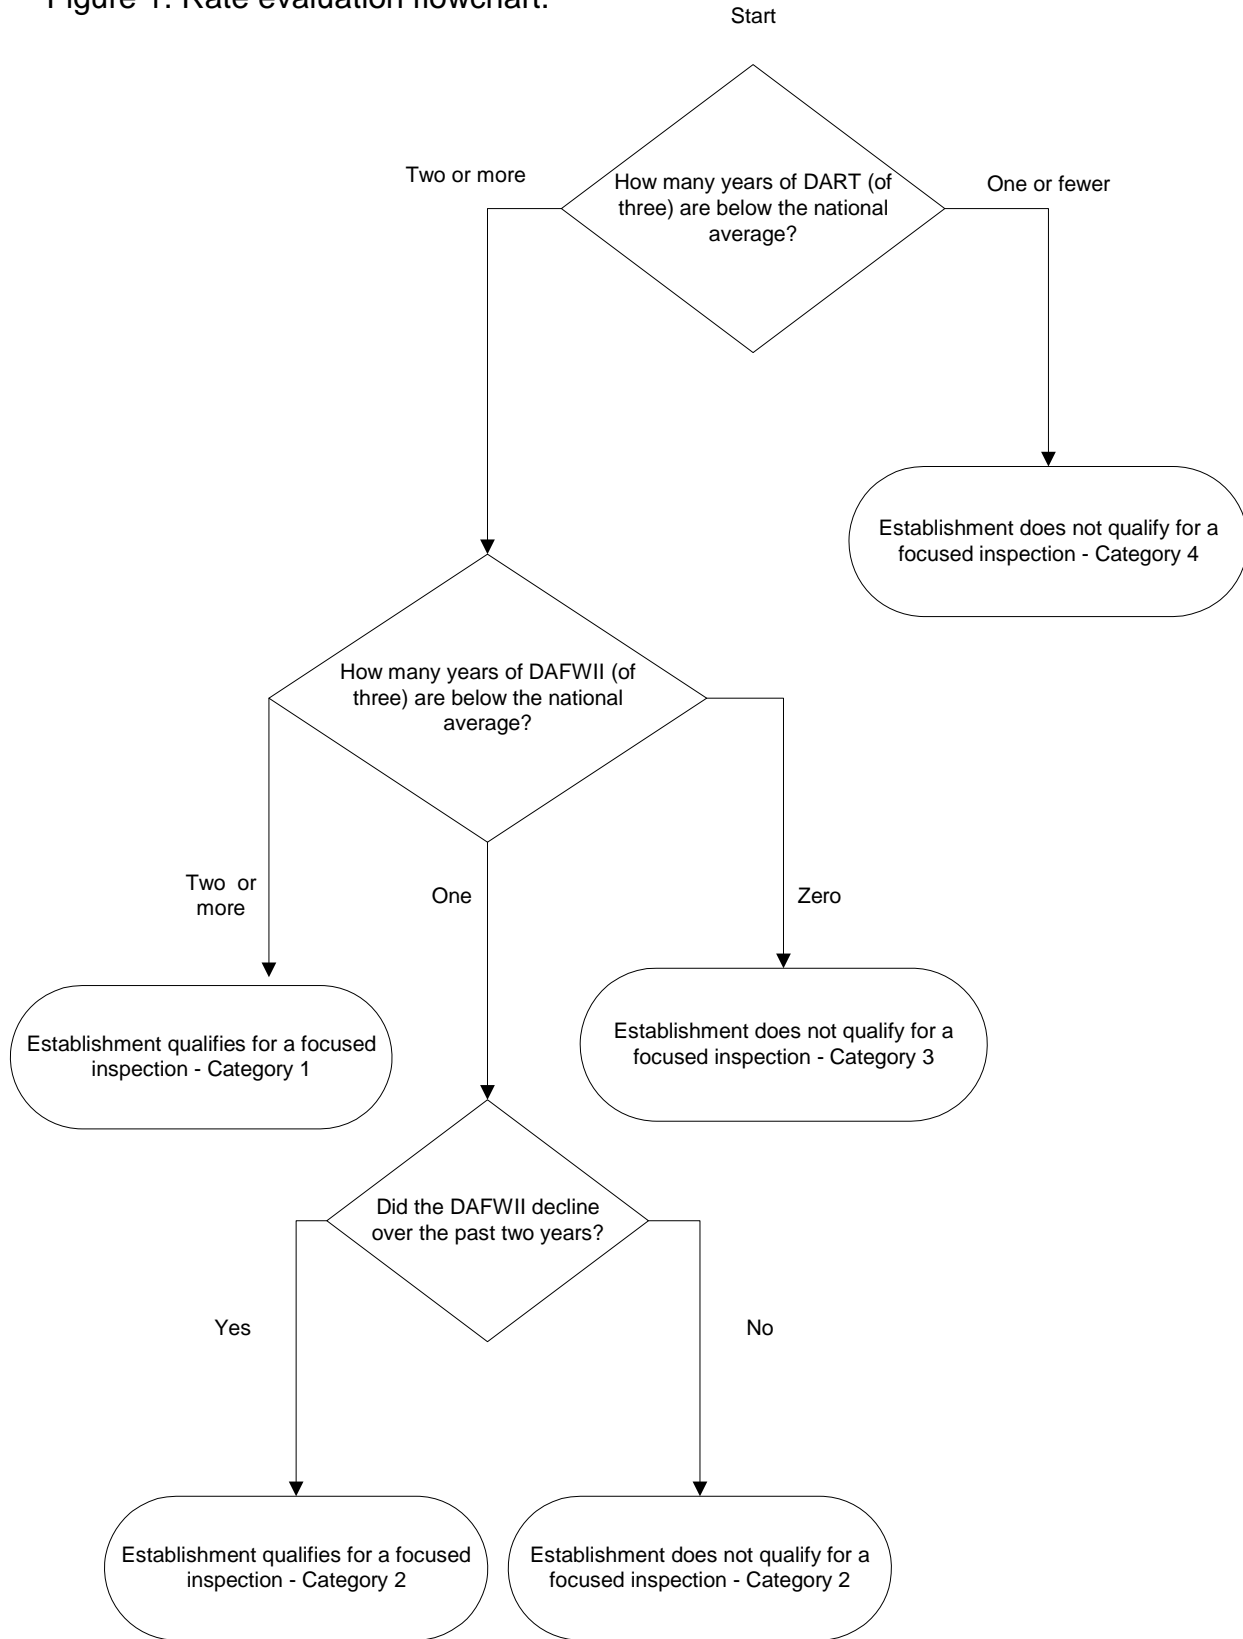 Figure 1. Rate evaluation flowchart.
Start
Two or more
How many years of DART (of
three) are below the national
average?
One or fewer
Establishment does not qualify for a
focused inspection - Category 4
How many years of DAFWII (of
three) are below the national
average?
Two or
more
One
Zero
Establishment qualifies for a focused
inspection - Category 1
Establishment does not qualify for a
focused inspection - Category 3
Did the DAFWII decline
over the past two years?
Yes
No
Establishment qualifies for a focused
inspection - Category 2
Establishment does not qualify for a
focused inspection - Category 2